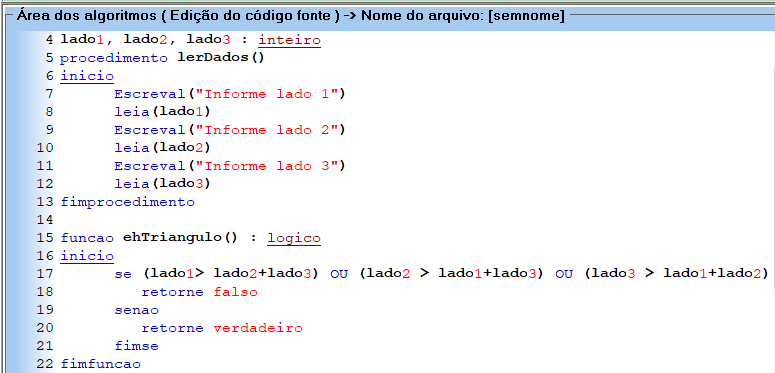 Área dos algoritmos ( Edição do código fonte ) -> Nome do arquivo: [semnome]
4 lado1, lado2, lado3 : inteiro
5 procedimento lerDados()
6 inicio
7 Escreval("Informe lado 1")
8 leia(lado1)
9 Escreval("Informe lado 2")
10 leia(lado2)
11 Escreval("Informe lado 3")
12 leia(lado3)
13 fimprocedimento
14
15 funcao ehTriangulo() : logico
16 inicio
17 se (lado1> lado2+lado3) OU (lado2 > lado1+lado3) OU (lado3 > lado1+lado2)
18 retorne falso
19 senao
20 retorne verdadeiro
21 fimse
22 fimfuncao